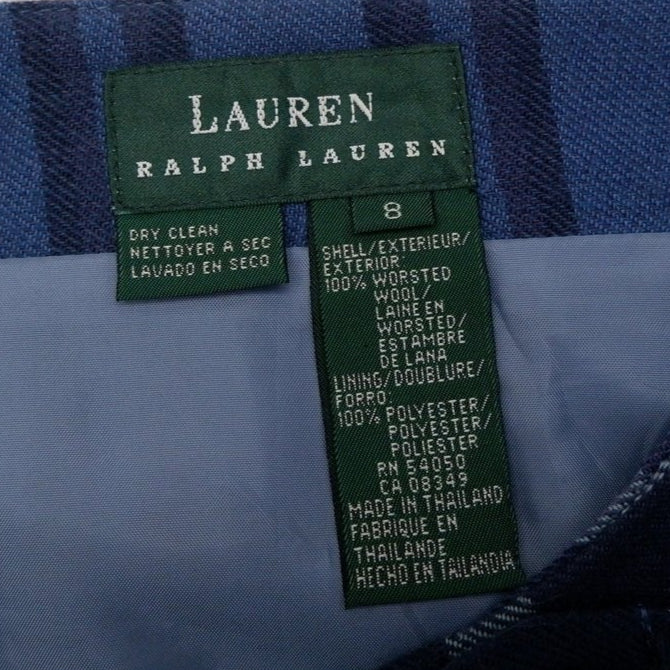 LAUREN
RALPH LAUREN
DRY CLEAN
NETTOYER A SEC
LAVADO EN SECO
8
SHELL/EXTERIEUR/
EXTERIOR:
100% WORSTED
WOOL/
LAINE EN
WORSTED/
ESTAMBRE
DE LANA
LINING/DOUBLURE/
FORRO:
100% POLYESTER/
POLYESTER/
POLIESTER
RN 54050
CA 08349
MADE IN THAILAND
FABRIQUE EN
THAILANDE
HECHO EN TAILANDIA